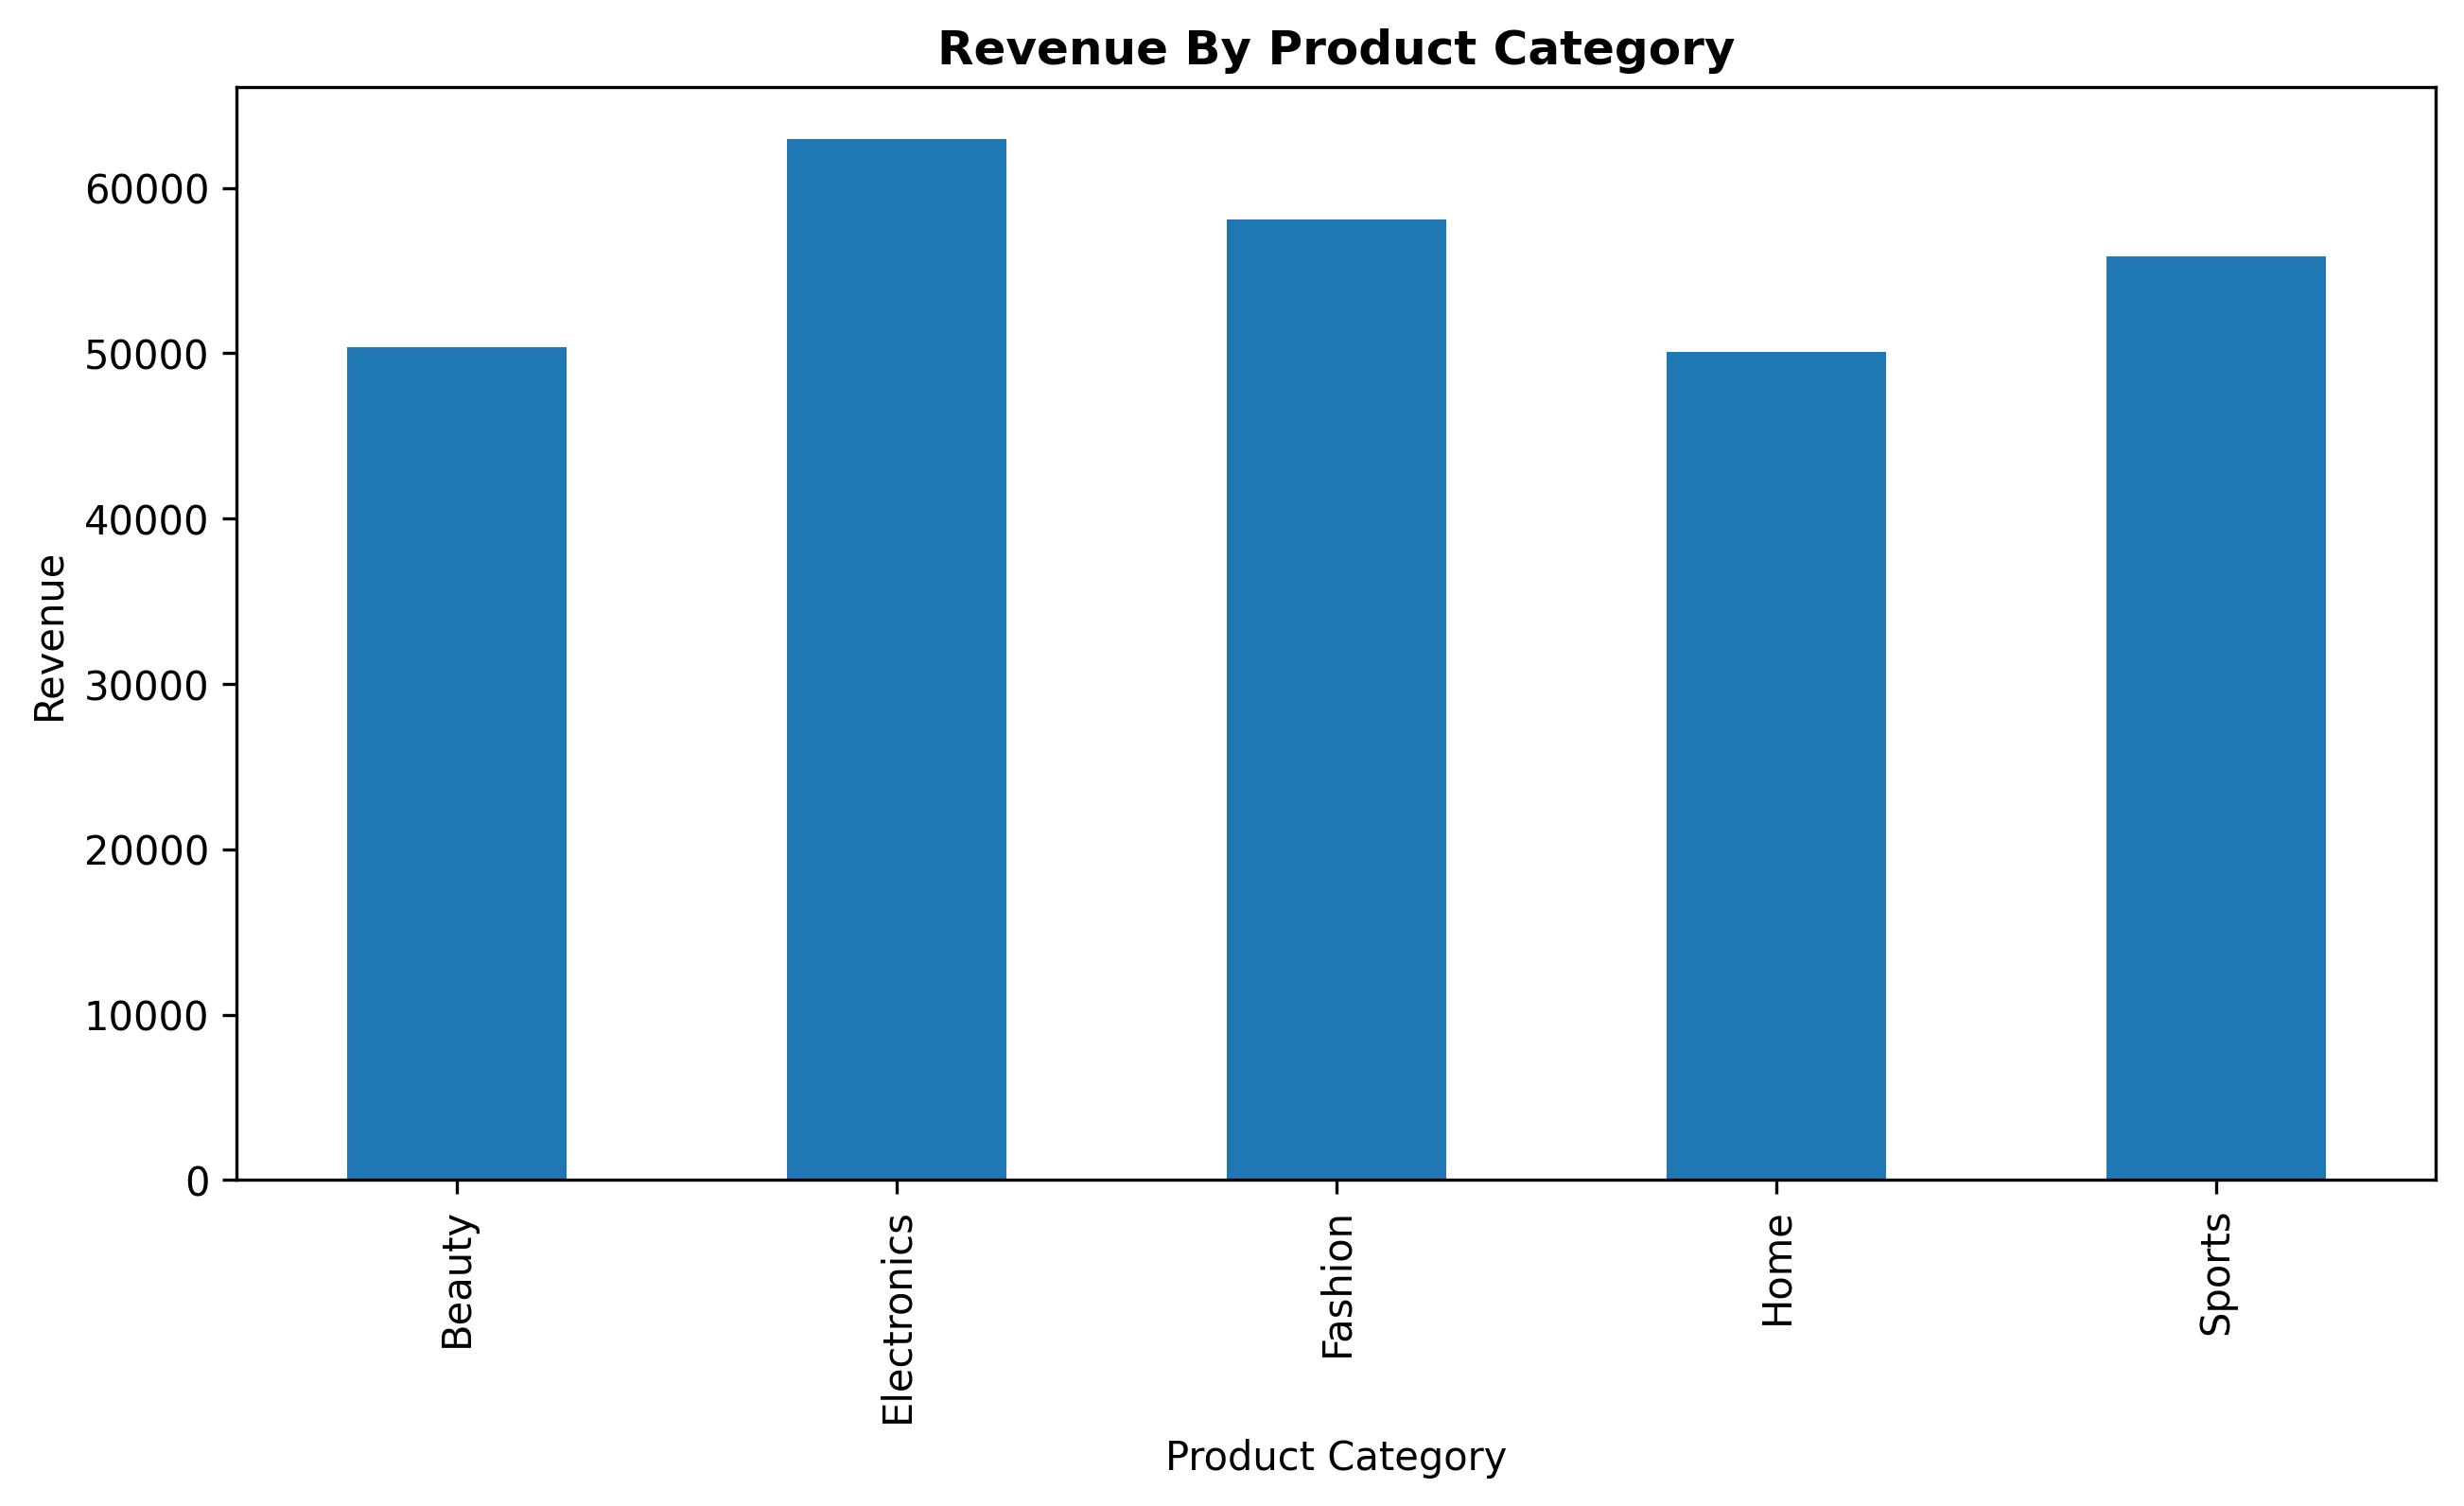 Revenue By Product Category
Revenue
60000
50000
40000
30000
20000
10000
0
Beauty
Electronics
Fashion
Home
Sports
Product Category